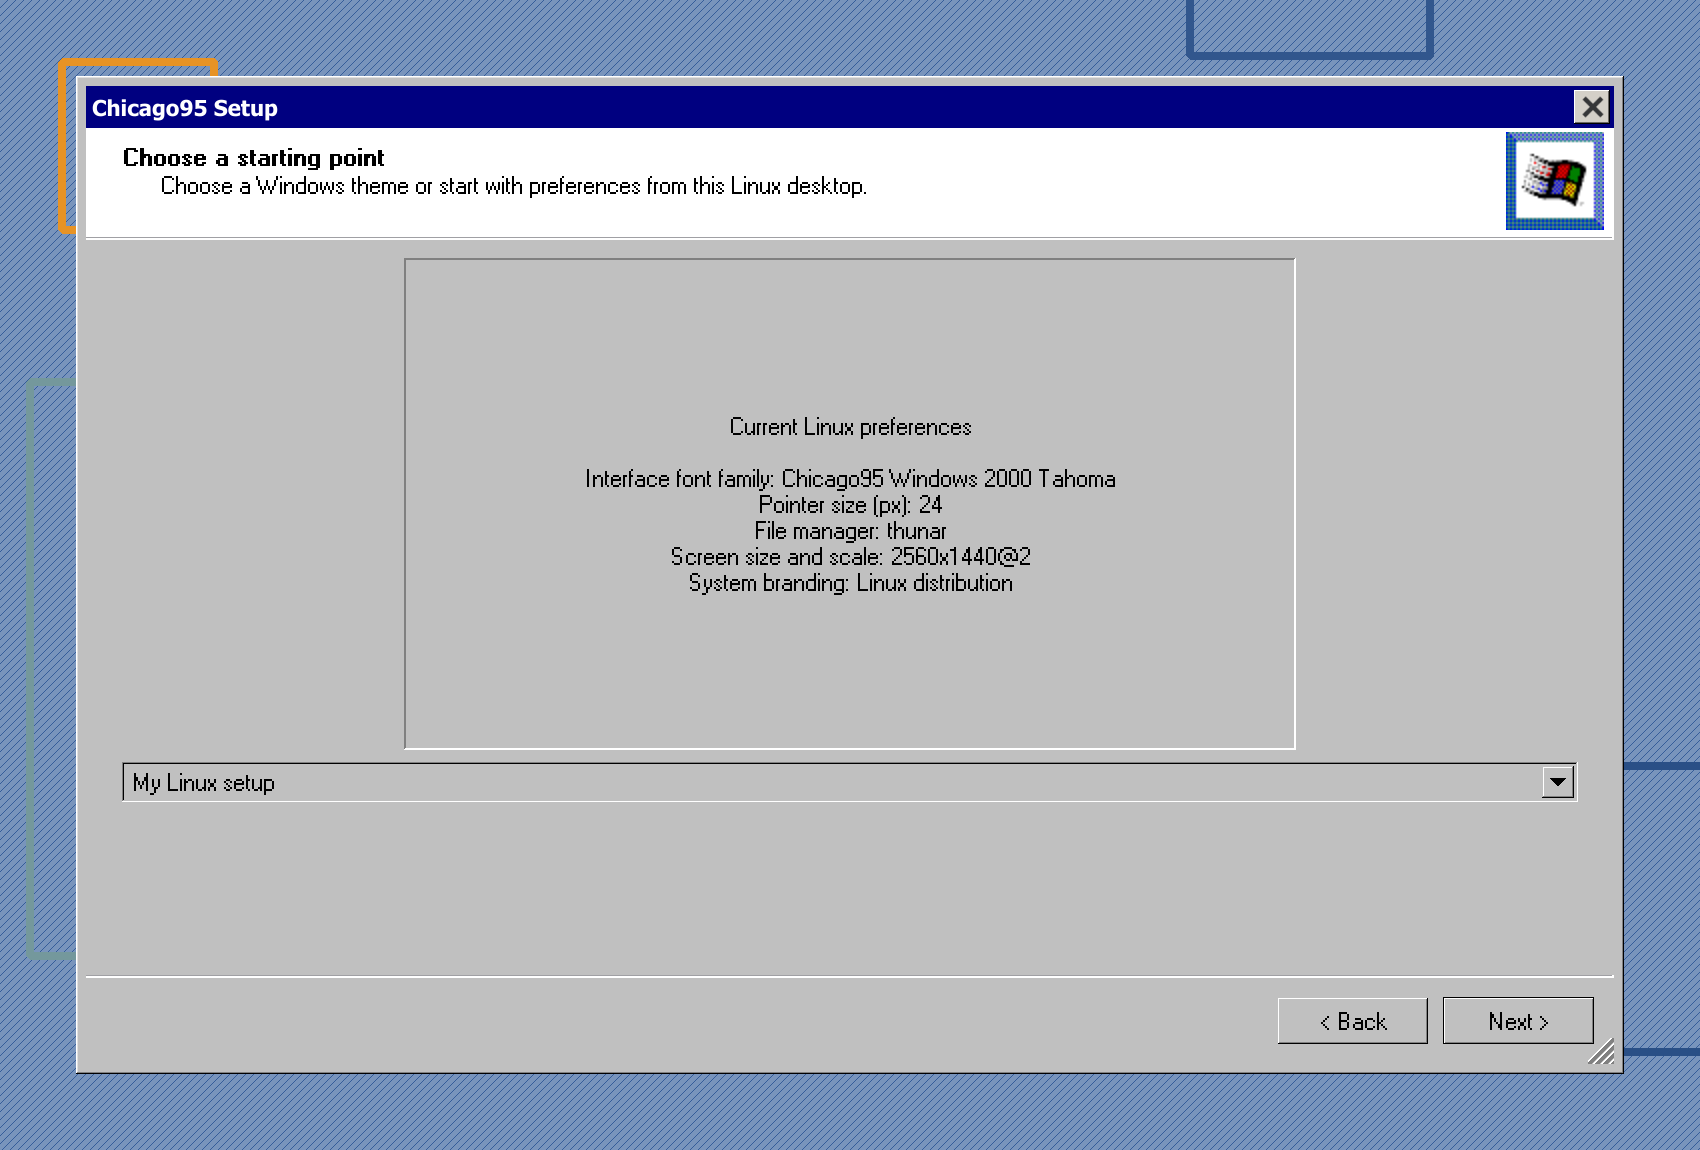 Chicago95 Setup
Choose a starting point
Choose a Windows theme or start with preferences from this Linux desktop.
Current Linux preferences
Interface font family: Chicago95 Windows 2000 Tahoma
Pointer size (px): 24
File manager: thunar
Screen size and scale: 2560x1440@2
System branding: Linux distribution
My Linux setup
< Back
Next >